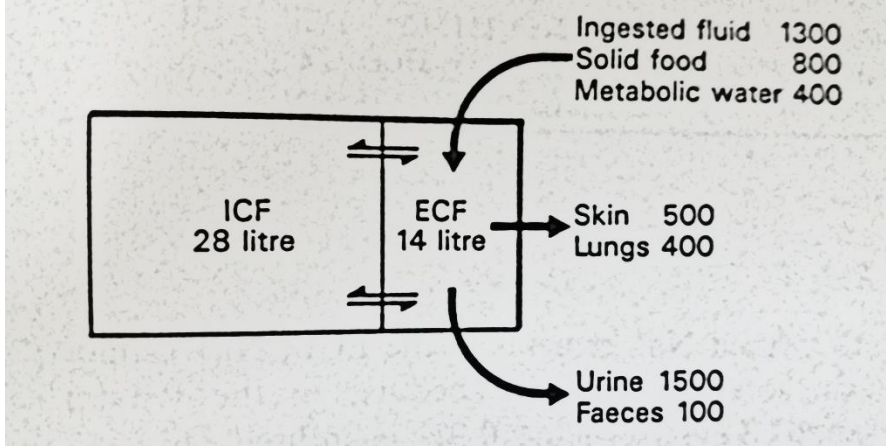 Ingested fluid 1300
Solid food 800
Metabolic water 400
ICF
28 litre
ECF
14 litre
Skin 500
Lungs 400
Urine 1500
Faeces 100